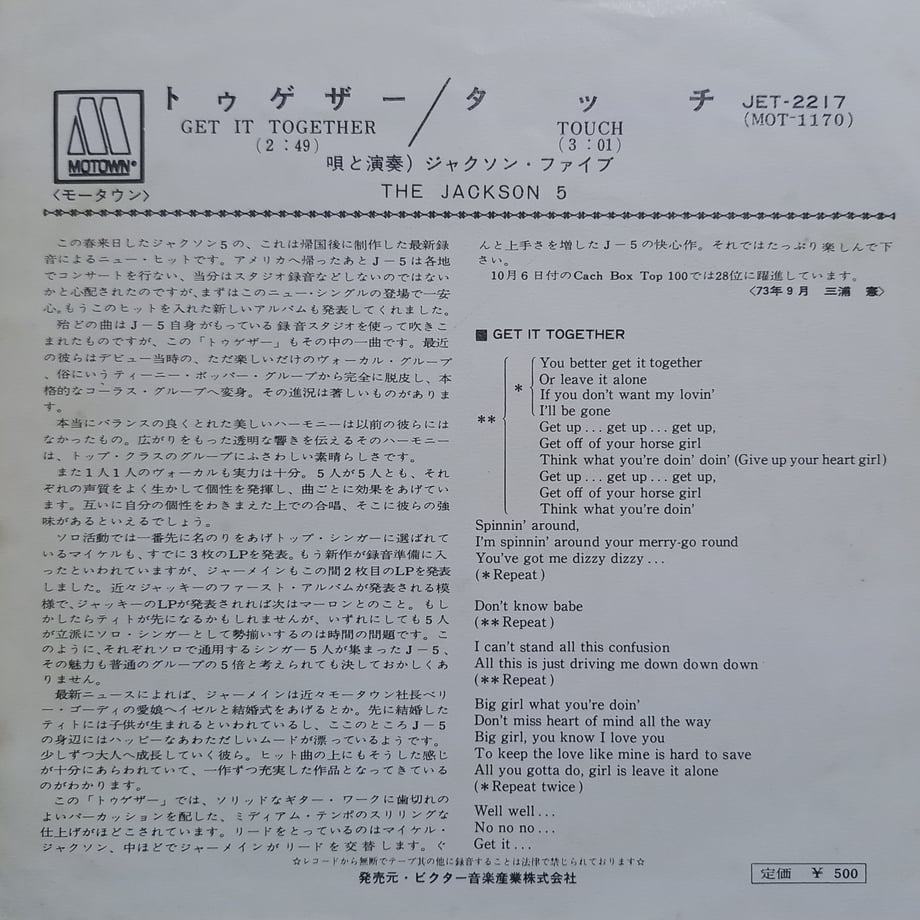 MOTOWN®
〈モータウン〉
トゥゲザー／タッチ
GET IT TOGETHER
(2：49)
TOUCH
(3：01)
JET-2217
(MOT-1170)
唄と演奏）ジャクソン・ファイブ
THE JACKSON 5
この春来日したジャクソン5の、これは帰国後に制作した最新録
音によるニュー・ヒットです。アメリカへ帰ったあとJ－5は各地
でコンサートを行ない、当分はスタジオ録音などしないのではない
かと心配されたのですが、まずはこのニュー・シングルの登場で一安
心。もうこのヒットを入れた新しいアルバムも発表してくれました。
殆どの曲はJ－5自身がもっている録音スタジオを使って吹きこ
まれたものですが、この「トゥゲザー」もその中の一曲です。最近
の彼らはデビュー当時の、ただ楽しいだけのヴォーカル・グループ
、俗にいうティーニー・ポッパー・グループから完全に脱皮し、本
格的なコーラス・グループへ変身。その進況は著しいものがありま
す。
本当にバランスの良くとれた美しいハーモニーは以前の彼らには
なかったもの。広がりをもった透明な響きを伝えるそのハーモニー
は、トップ・クラスのグループにふさわしい素晴らしさです。
また1人1人のヴォーカルも実力は十分。5人が5人とも、それ
ぞれの声質をよく生かして個性を発揮し、曲ごとに効果をあげてい
ます。互いに自分の個性をわきまえた上での合唱、そこに彼らの強
味があるといえるでしょう。
ソロ活動では一番先に名のりをあげトップ・シンガーに選ばれて
いるマイケルも、すでに3枚のLPを発表。もう新作が録音準備に入
ったといわれていますが、ジャーメインもこの間2枚目のLPを発表
しました。近々ジャッキーのファースト・アルバムが発表される模
様で、ジャッキーのLPが発表されれば次はマーロンとのこと。もし
かしたらティトが先になるかもしれませんが、いずれにしても5人
が立派にソロ・シンガーとして勢揃いするのは時間の問題です。こ
のように、それぞれソロで通用するシンガー5人が集まったJ－5、
その魅力も普通のグループの5倍と考えられても決しておかしくあ
りません。
最新ニュースによれば、ジャーメインは近々モータウン社長ベリ
ー・ゴーディの愛娘ヘイゼルと結婚式をあげるとか。先に結婚した
ティトには子供が生まれるといわれているし、ここのところJ－5
の身辺にはハッピーなあわただしいムードが漂っているようです。
少しずつ大人へ成長していく彼ら。ヒット曲の上にもそうした感じ
が十分にあらわれていて、一作ずつ充実した作品となってきている
のがわかります。
この「トゥゲザー」では、ソリッドなギター・ワークに歯切れの
よいパーカッションを配した、ミディアム・テンポのスリリングな
仕上げがほどこされています。リードをとっているのはマイケル・
ジャクソン、中ほどでジャーメインがリードを交替します。ぐ
んと上手さを増したJ－5の快心作。それではたっぷり楽しんで下
さい。
10月6日付のCach Box Top 100では28位に躍進しています。
〈73年9月　三浦　憲〉
■ GET IT TOGETHER
You better get it together
Or leave it alone
* If you don't want my lovin'
I'll be gone
** Get up ... get up ... get up,
Get off of your horse girl
Think what you're doin' doin' (Give up your heart girl)
Get up ... get up ... get up,
Get off of your horse girl
Think what you're doin'
Spinnin' around,
I'm spinnin' around your merry-go round
You've got me dizzy dizzy ...
(*Repeat)
Don't know babe
(**Repeat)
I can't stand all this confusion
All this is just driving me down down down
(**Repeat)
Big girl what you're doin'
Don't miss heart of mind all the way
Big girl, you know I love you
To keep the love like mine is hard to save
All you gotta do, girl is leave it alone
(*Repeat twice)
Well well ...
No no no ...
Get it ...
☆レコードから無断でテープ其の他に録音することは法律で禁じられております☆
発売元・ビクター音楽産業株式会社
定価　￥ 500